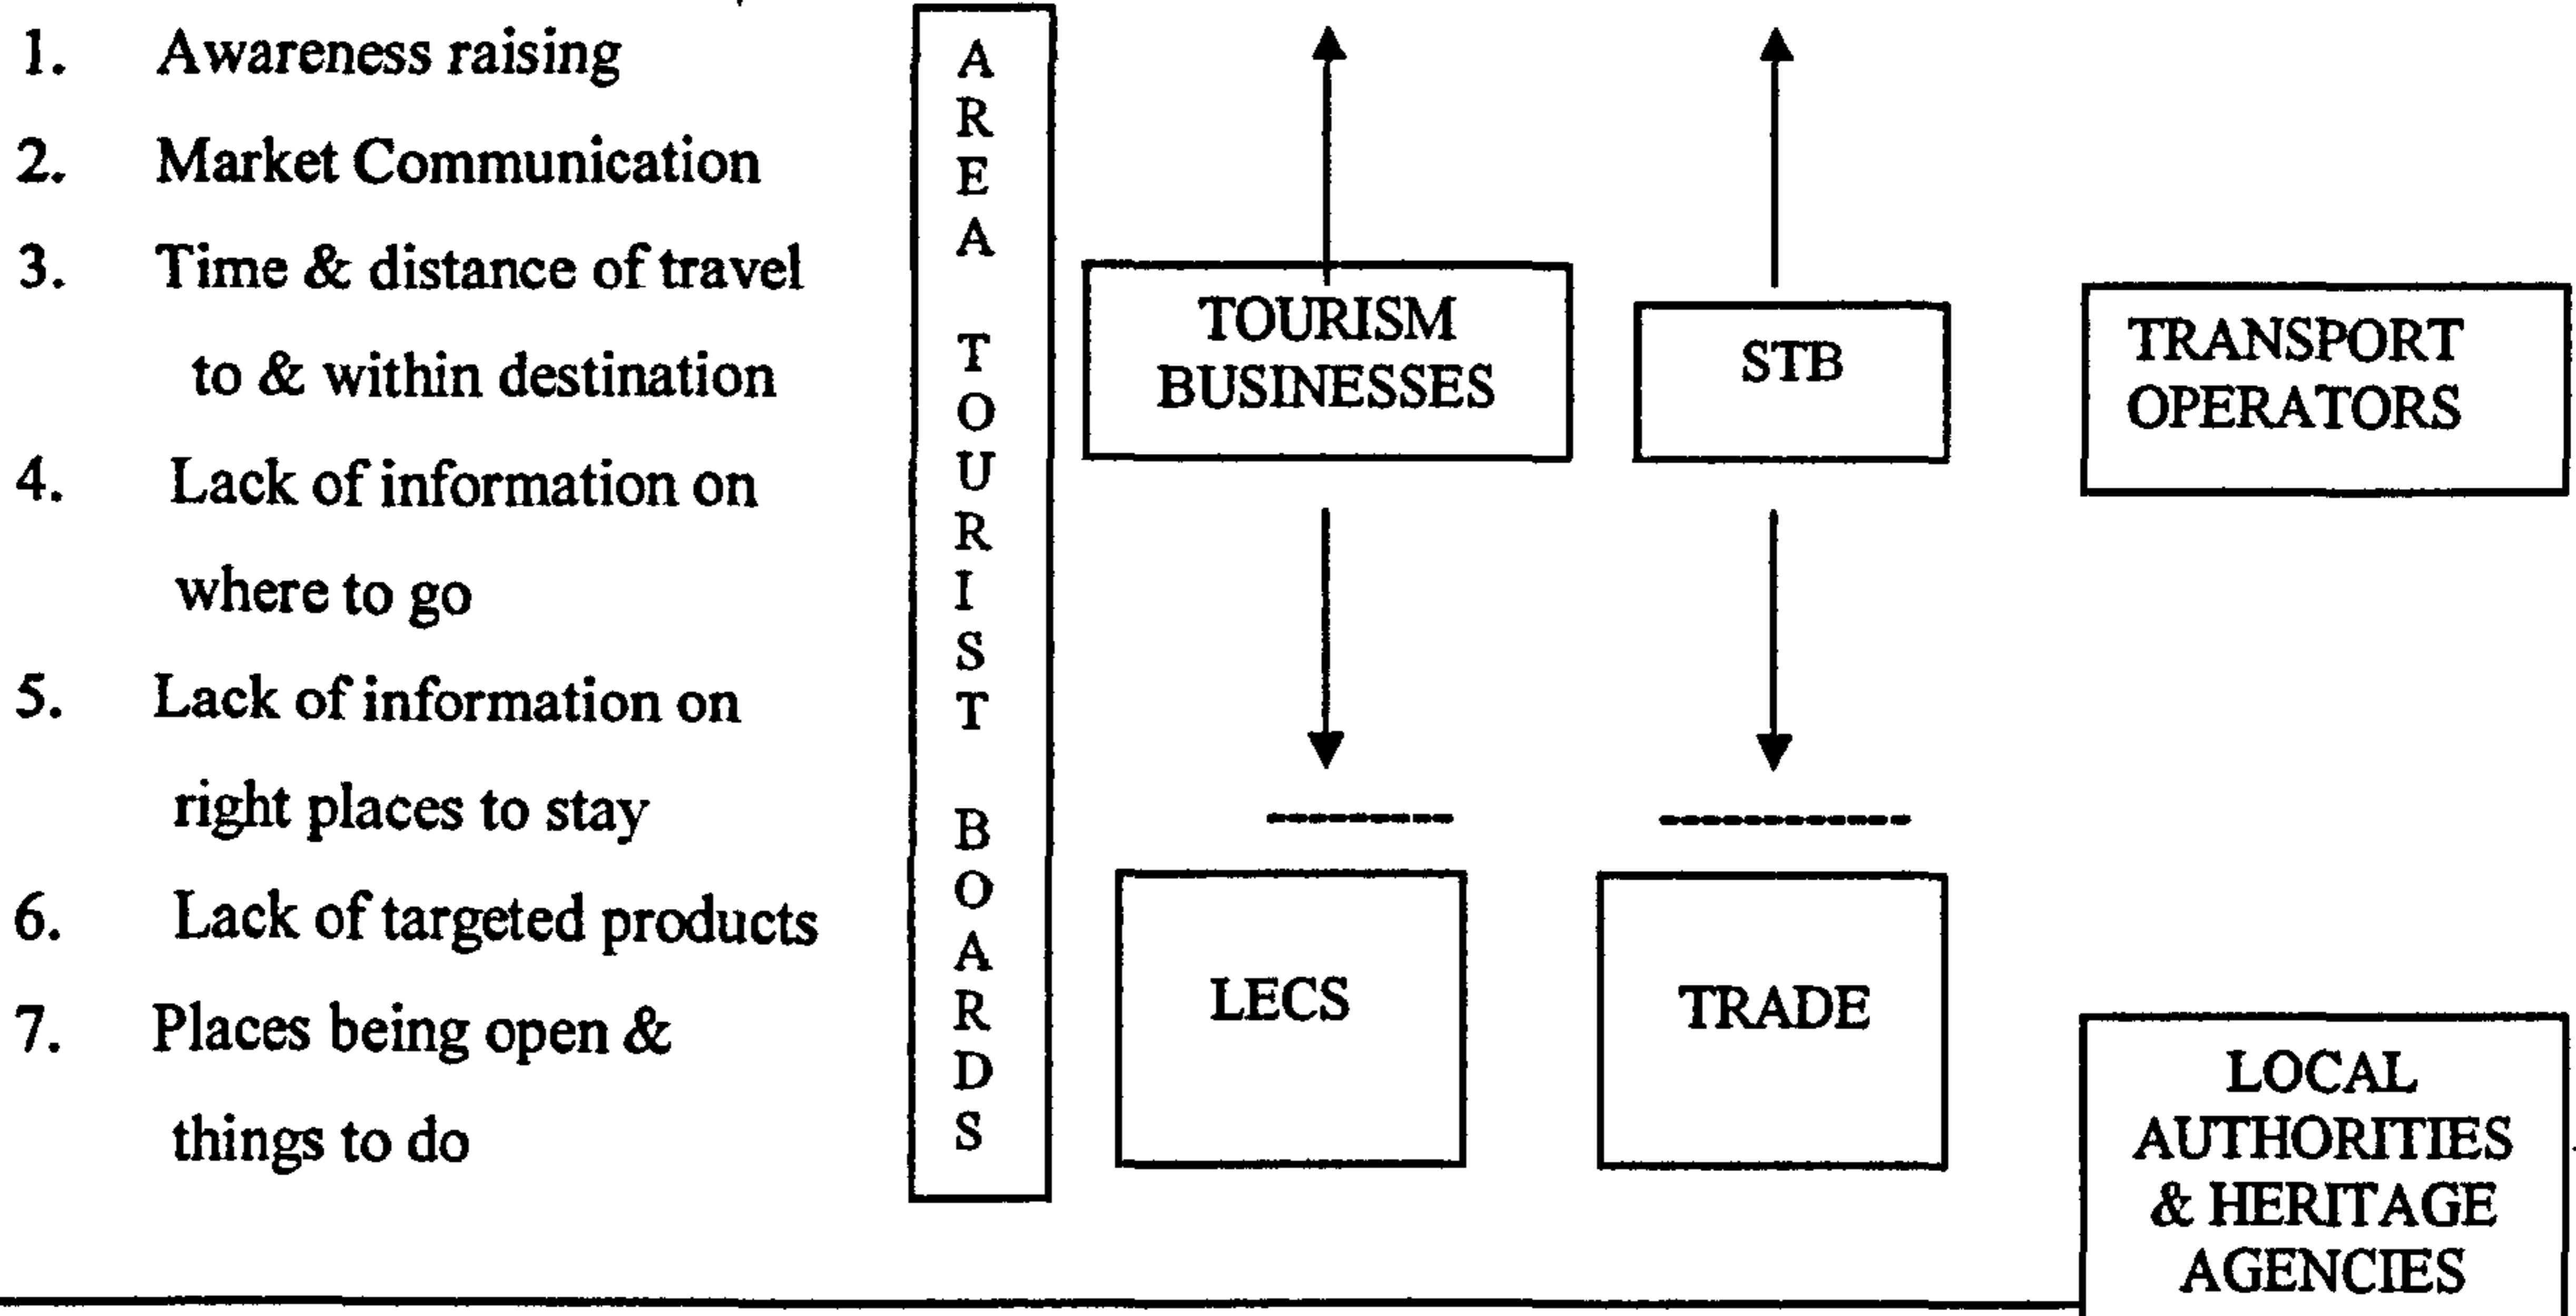 1. Awareness raising
2. Market Communication
3. Time & distance of travel
to & within destination
4. Lack of information on
where to go
5. Lack of information on
right places to stay
6. Lack of targeted products
7. Places being open &
things to do
AREA TOURIST BOARDS
TOURISM
BUSINESSES
STB
TRANSPORT
OPERATORS
LECS
TRADE
LOCAL
AUTHORITIES
& HERITAGE
AGENCIES